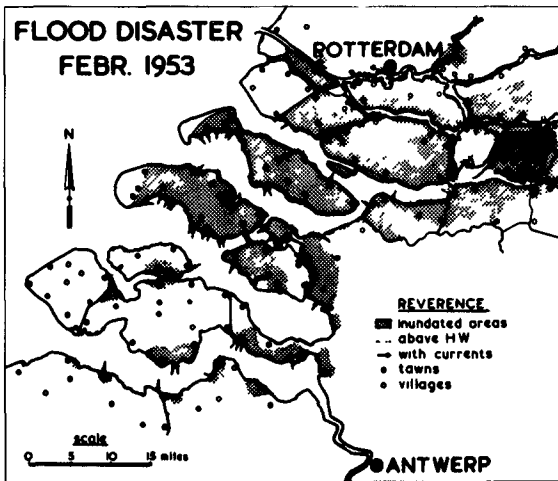 FLOOD DISASTER
FEBR. 1953
ROTTERDAM
N
REVERENCE
inundated areas
above HW
with currents
tawns
villages
scale
0 5 10 15 miles
ANTWERP